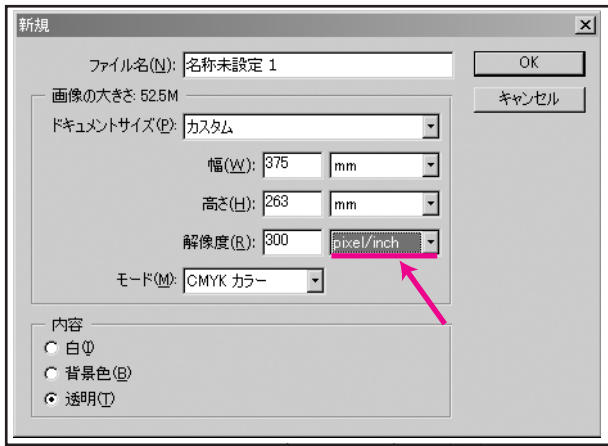 新規
ファイル名(N): 名称未設定 1
OK
キャンセル
画像の大きさ: 52.5M
ドキュメントサイズ(P): カスタム
幅(W): 375 mm
高さ(H): 263 mm
解像度(R): 300 pixel/inch
モード(M): CMYK カラー
内容
白(I)
背景色(B)
透明(T)